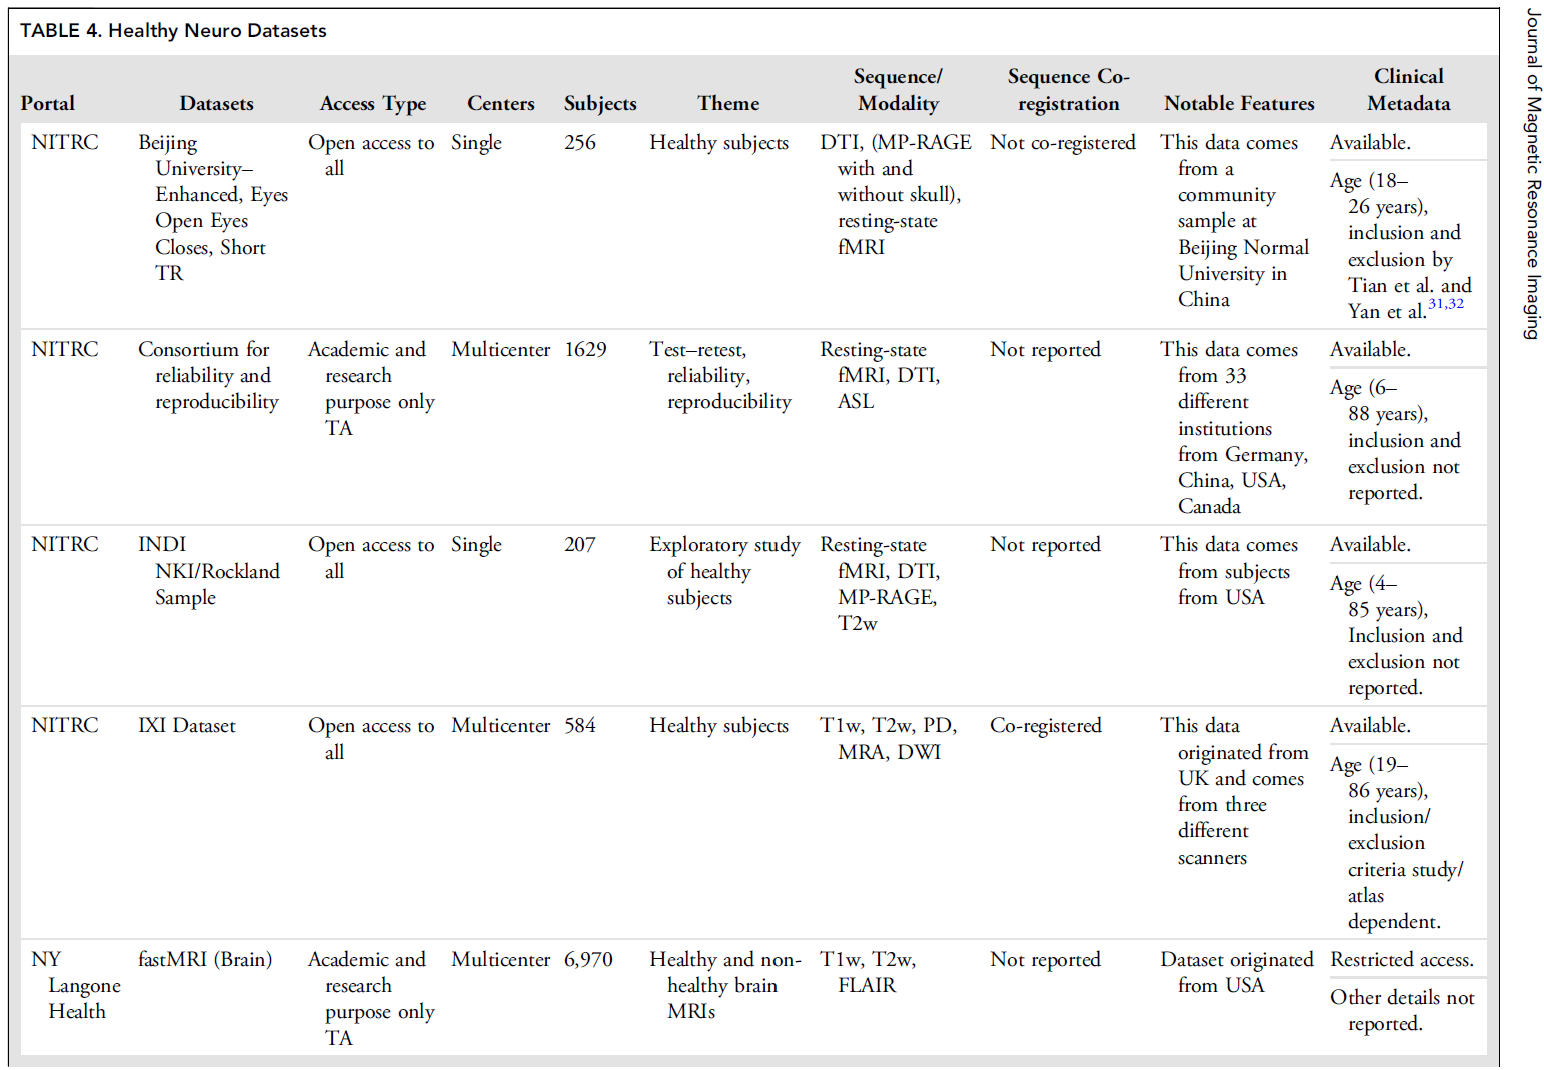 TABLE 4. Healthy Neuro Datasets
Portal Datasets Access Type Centers Subjects Theme Sequence/ Modality Sequence Co- registration Notable Features Clinical Metadata
NITRC
Beijing
University–
Enhanced, Eyes
Open Eyes
Closes, Short
TR
Open access to
all
Single
256
Healthy subjects
DTI, (MP-RAGE
with and
without skull),
resting-state
fMRI
Not co-registered
This data comes
from a
community
sample at
Beijing Normal
University in
China
Available.
Age (18–
26 years),
inclusion and
exclusion by
Tian et al. and
Yan et al.31,32
NITRC
Consortium for
reliability and
reproducibility
Academic and
research
purpose only
TA
Multicenter
1629
Test–retest,
reliability,
reproducibility
Resting-state
fMRI, DTI,
ASL
Not reported
This data comes
from 33
different
institutions
from Germany,
China, USA,
Canada
Available.
Age (6–
88 years),
inclusion and
exclusion not
reported.
NITRC
INDI
NKI/Rockland
Sample
Open access to
all
Single
207
Exploratory study
of healthy
subjects
Resting-state
fMRI, DTI,
MP-RAGE,
T2w
Not reported
This data comes
from subjects
from USA
Available.
Age (4–
85 years),
Inclusion and
exclusion not
reported.
NITRC
IXI Dataset
Open access to
all
Multicenter
584
Healthy subjects
T1w, T2w, PD,
MRA, DWI
Co-registered
This data
originated from
UK and comes
from three
different
scanners
Available.
Age (19–
86 years),
inclusion/
exclusion
criteria study/
atlas
dependent.
NY
Langone
Health
fastMRI (Brain)
Academic and
research
purpose only
TA
Multicenter
6,970
Healthy and non-
healthy brain
MRIs
T1w, T2w,
FLAIR
Not reported
Dataset originated
from USA
Restricted access.
Other details not
reported.
Journal of Magnetic Resonance Imaging